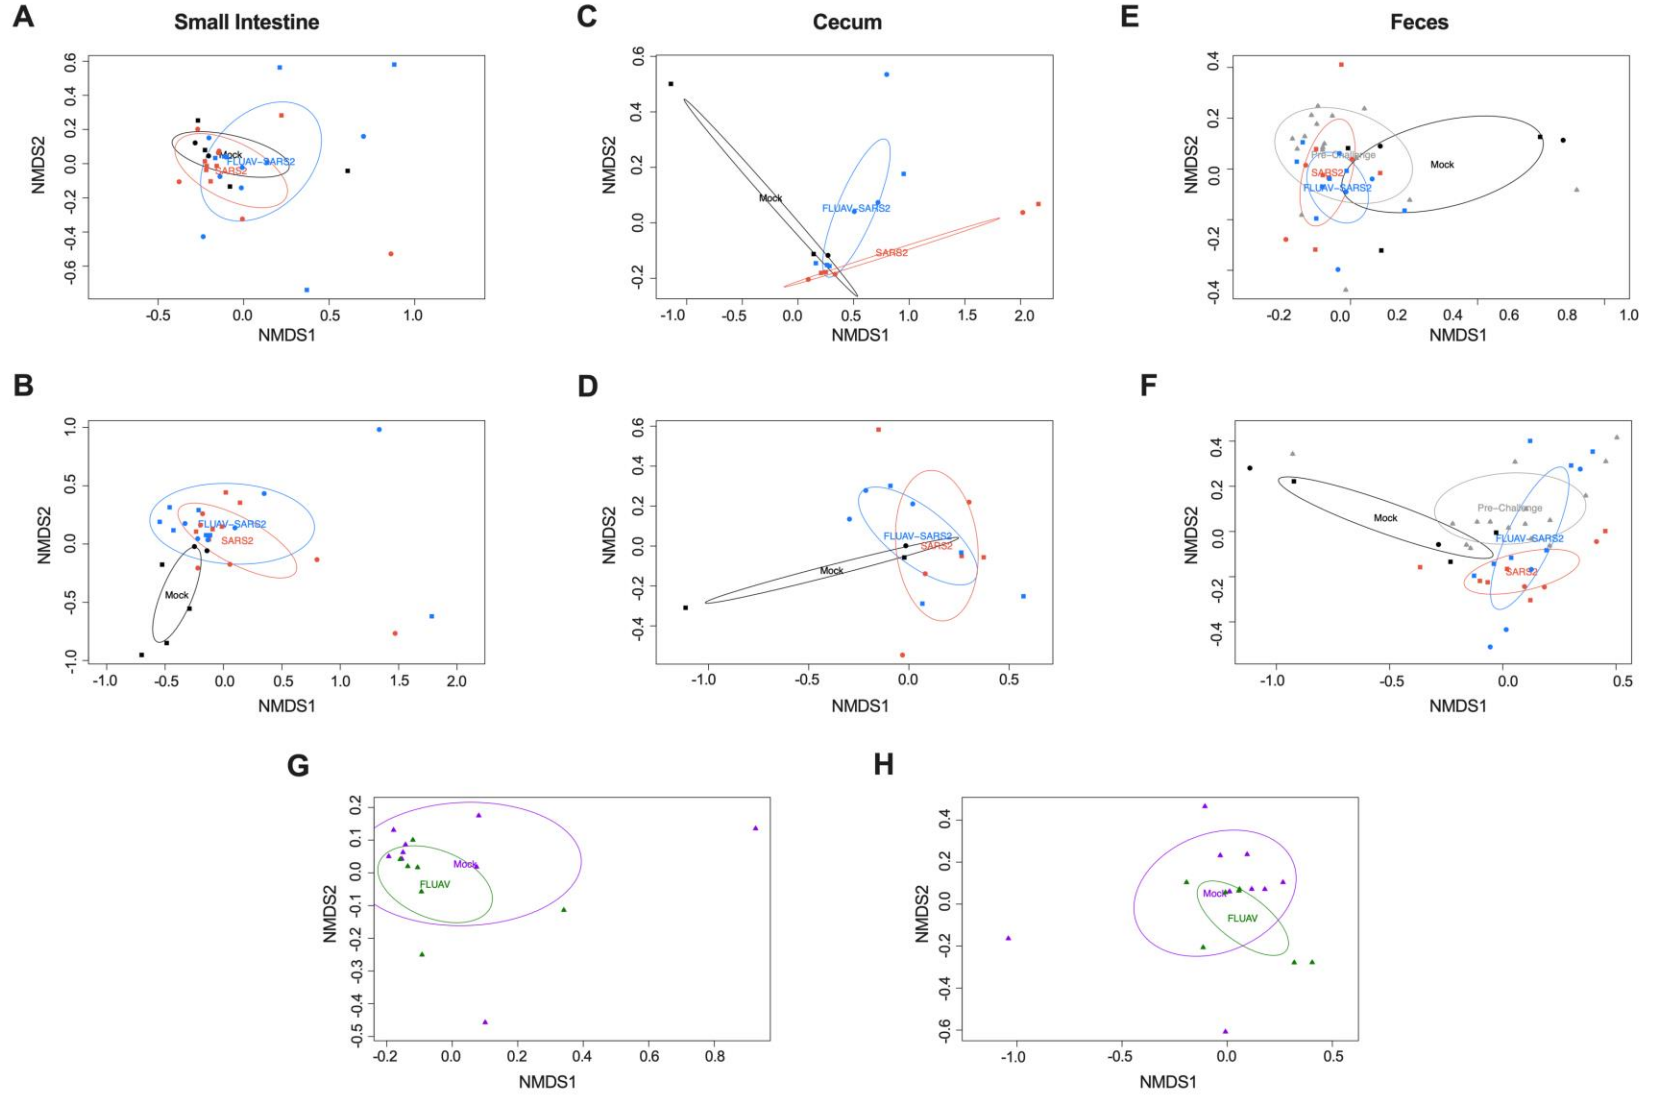 A
Small Intestine
NMDS2
0.6
0.4
0.2
0.0
-0.2
-0.4
-0.6
Mock
FLUAV-SARS2
SARS2
-0.5
0.0
0.5
1.0
NMDS1
C
Cecum
NMDS2
0.6
0.4
0.2
0.0
-0.2
Mock
FLUAV-SARS2
SARS2
-1.0
-0.5
0.0
0.5
1.0
1.5
2.0
NMDS1
E
Feces
NMDS2
0.4
0.2
0.0
-0.2
-0.4
Pre-Challenge
Mock
SARS2
FLUAV-SARS2
-0.2
0.0
0.2
0.4
0.6
0.8
1.0
NMDS1
B
NMDS2
1.0
0.5
0.0
-0.5
-1.0
FLUAV-SARS2
SARS2
Mock
-1.0
-0.5
0.0
0.5
1.0
1.5
2.0
NMDS1
D
NMDS2
0.6
0.4
0.2
0.0
-0.2
-0.4
FLUAV-SARS2
SARS2
Mock
-1.0
-0.5
0.0
0.5
NMDS1
F
NMDS2
0.4
0.2
0.0
-0.2
-0.4
Pre-Challenge
Mock
FLUAV-SARS2
SARS2
-1.0
-0.5
0.0
0.5
NMDS1
G
NMDS2
0.2
0.1
0.0
-0.1
-0.2
-0.3
-0.4
-0.5
Mock
FLUAV
-0.2
0.0
0.2
0.4
0.6
0.8
NMDS1
H
NMDS2
0.4
0.2
0.0
-0.2
-0.4
-0.6
Mock
FLUAV
-1.0
-0.5
0.0
0.5
NMDS1